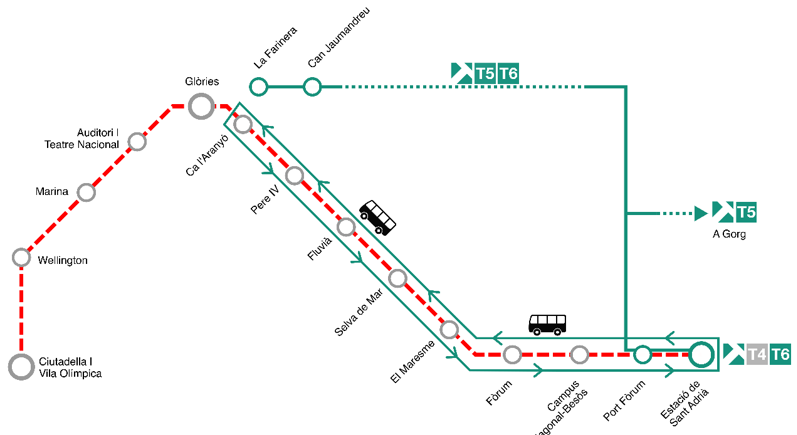 La Farinera
Can Jaumandreu
T5 T6
Glòries
Auditori I
Teatre Nacional
Ca l'Aranyó
Marina
Pere IV
T5
A Gorg
Fluvià
Wellington
Selva de Mar
El Maresme
T4 T6
Ciutadella I
Vila Olímpica
Fòrum
Campus
agonal-Besòs
Port Fòrum
Estació de
Sant Adrià